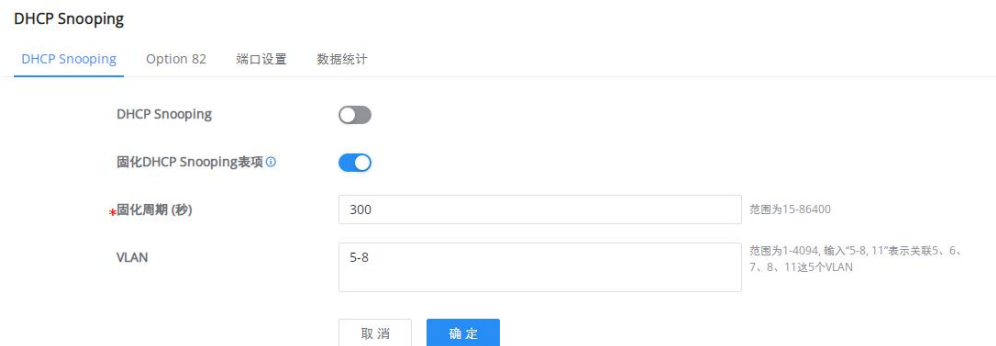 DHCP Snooping
DHCP Snooping Option 82 端口设置 数据统计
DHCP Snooping
固化DHCP Snooping表项
*固化周期 (秒) 300 范围为15-86400
VLAN 5-8 范围为1-4094, 输入“5-8, 11”表示关联5、6、
7、8、11这5个VLAN
取 消 确 定